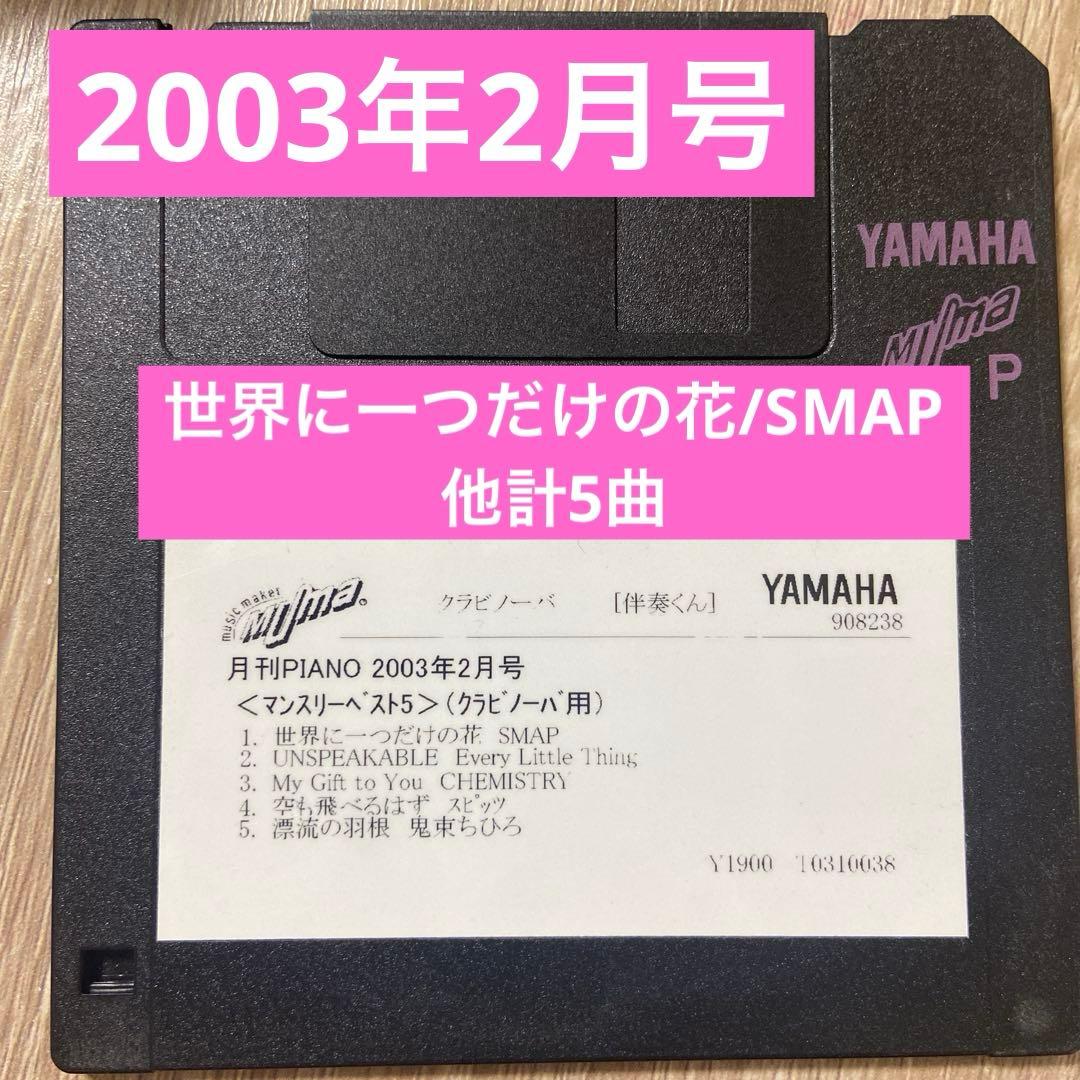 2003年2月号
YAMAHA
MUma
P
世界に一つだけの花/SMAP
他計5曲
music maker MUma®
クラビノーバ [伴奏くん] YAMAHA
908238
月刊PIANO 2003年2月号
<マンスリーベスト5>(クラビノーバ用)
1. 世界に一つだけの花 SMAP
2. UNSPEAKABLE Every Little Thing
3. My Gift to You CHEMISTRY
4. 空も飛べるはず スピッツ
5. 漂流の羽根 鬼束ちひろ
Y1900 T0310038